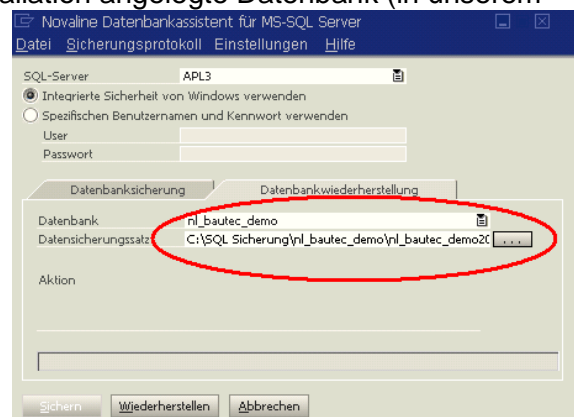 allation angelegte Datenbank (in unserem
Novaline Datenbankassistent für MS-SQL Server
Datei Sicherungsprotokoll Einstellungen Hilfe
SQL-Server APL3
Integrierte Sicherheit von Windows verwenden
Spezifischen Benutzernamen und Kennwort verwenden
User
Passwort
Datenbanksicherung Datenbankwiederherstellung
Datenbank nl_bautec_demo
Datensicherungssatz C:\SQL Sicherung\nl_bautec_demo\nl_bautec_demo20 ...
Aktion
Sichern Wiederherstellen Abbrechen